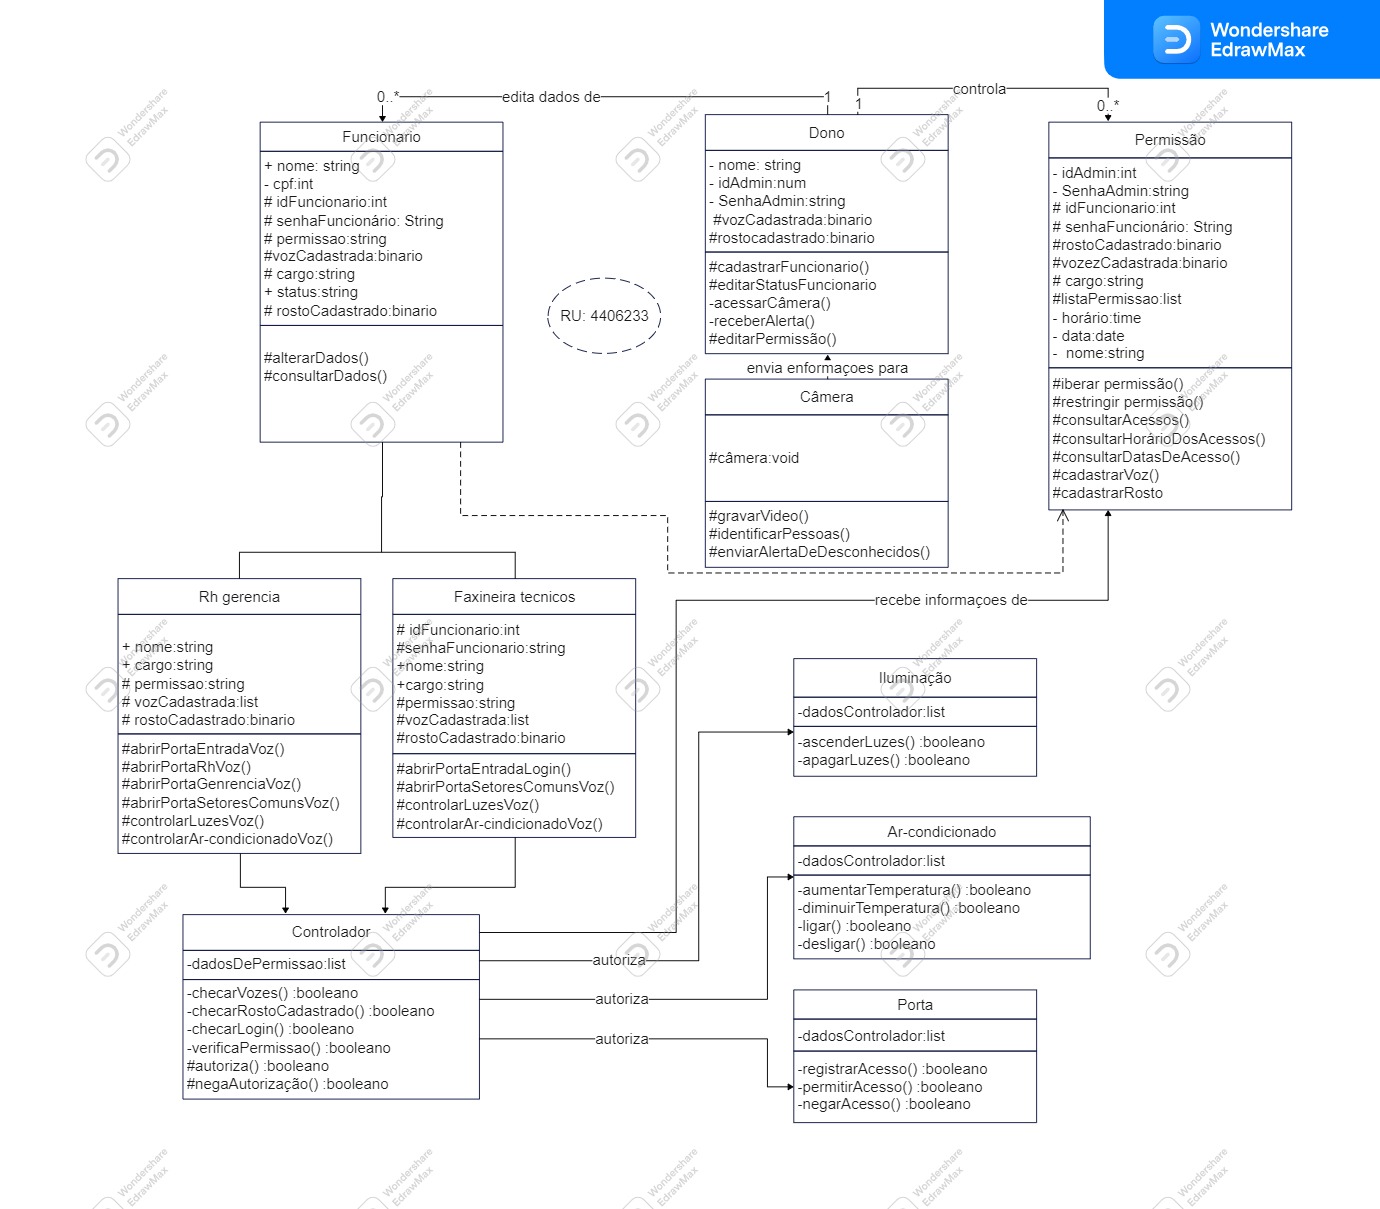 Wondershare
EdrawMax
0..*
edita dados de
1
1
controla
0..*
Funcionario
+ nome: string
- cpf:int
# idFuncionario:int
# senhaFuncionário: String
# permissao:string
#vozCadastrada:binario
# cargo:string
+ status:string
# rostoCadastrado:binario
#alterarDados()
#consultarDados()
RU: 4406233
Dono
- nome: string
- idAdmin:num
- SenhaAdmin:string
#vozCadastrada:binario
#rostocadastrado:binario
#cadastrarFuncionario()
#editarStatusFuncionario
-acessarCâmera()
-receberAlerta()
#editarPermissão()
envia enformaçoes para
Câmera
#câmera:void
#gravarVideo()
#identificarPessoas()
#enviarAlertaDeDesconhecidos()
Permissão
- idAdmin:int
- SenhaAdmin:string
# idFuncionario:int
# senhaFuncionário: String
#rostoCadastrado:binario
#vozezCadastrada:binario
# cargo:string
#listaPermissao:list
- horário:time
- data:date
- nome:string
#iberar permissão()
#restringir permissão()
#consultarAcessos()
#consultarHorárioDosAcessos()
#consultarDatasDeAcesso()
#cadastrarVoz()
#cadastrarRosto
Rh gerencia
+ nome:string
+ cargo:string
# permissao:string
# vozCadastrada:list
# rostoCadastrado:binario
#abrirPortaEntradaVoz()
#abrirPortaRhVoz()
#abrirPortaGenrenciaVoz()
#abrirPortaSetoresComunsVoz()
#controlarLuzesVoz()
#controlarAr-condicionadoVoz()
Faxineira tecnicos
# idFuncionario:int
#senhaFuncionario:string
+nome:string
+cargo:string
#permissao:string
#vozCadastrada:list
#rostoCadastrado:binario
#abrirPortaEntradaLogin()
#abrirPortaSetoresComunsVoz()
#controlarLuzesVoz()
#controlarAr-cindicionadoVoz()
recebe informaçoes de
Iluminação
-dadosControlador:list
-ascenderLuzes() :booleano
-apagarLuzes() :booleano
Ar-condicionado
-dadosControlador:list
-aumentarTemperatura() :booleano
-diminuirTemperatura() :booleano
-ligar() :booleano
-desligar() :booleano
Controlador
-dadosDePermissao:list
-checarVozes() :booleano
-checarRostoCadastrado() :booleano
-checarLogin() :booleano
-verificaPermissao() :booleano
#autoriza() :booleano
#negaAutorização() :booleano
autoriza
autoriza
autoriza
Porta
-dadosControlador:list
-registrarAcesso() :booleano
-permitirAcesso() :booleano
-negarAcesso() :booleano